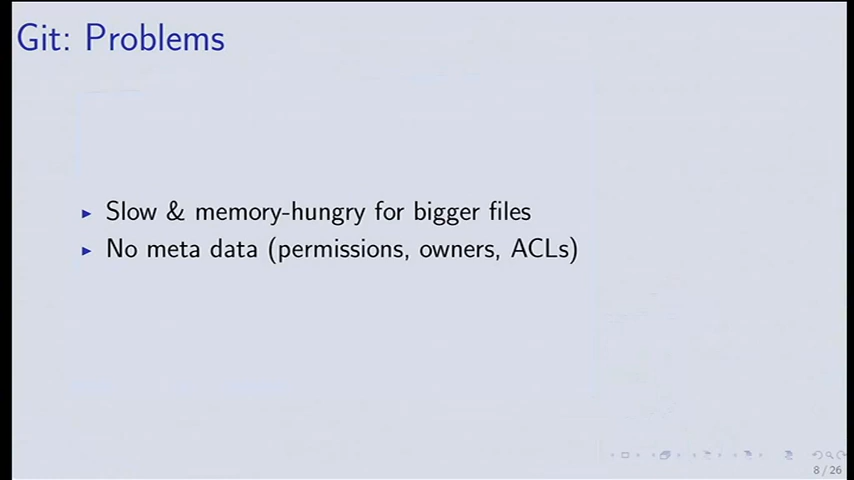 Git: Problems
Slow & memory-hungry for bigger files
No meta data (permissions, owners, ACLs)
8 / 26